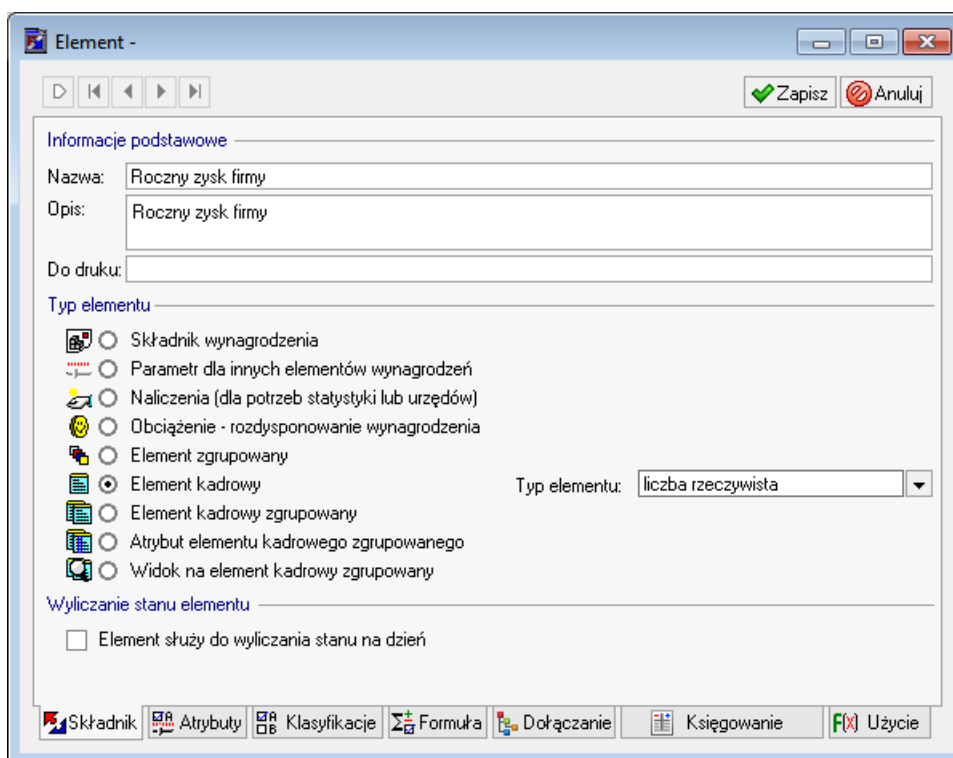 Element -
Zapisz Anuluj
Informacje podstawowe
Nazwa: Roczny zysk firmy
Opis: Roczny zysk firmy
Do druku:
Typ elementu
Składnik wynagrodzenia
Parametr dla innych elementów wynagrodzeń
Naliczenia (dla potrzeb statystyki lub urzędów)
Obciążenie - rozdysponowanie wynagrodzenia
Element zgrupowany
Element kadrowy Typ elementu: liczba rzeczywista
Element kadrowy zgrupowany
Atrybut elementu kadrowego zgrupowanego
Widok na element kadrowy zgrupowany
Wyliczanie stanu elementu
Element służy do wyliczania stanu na dzień
Składnik Atrybuty Klasyfikacje Formuła Dołączanie Księgowanie F(X) Użycie